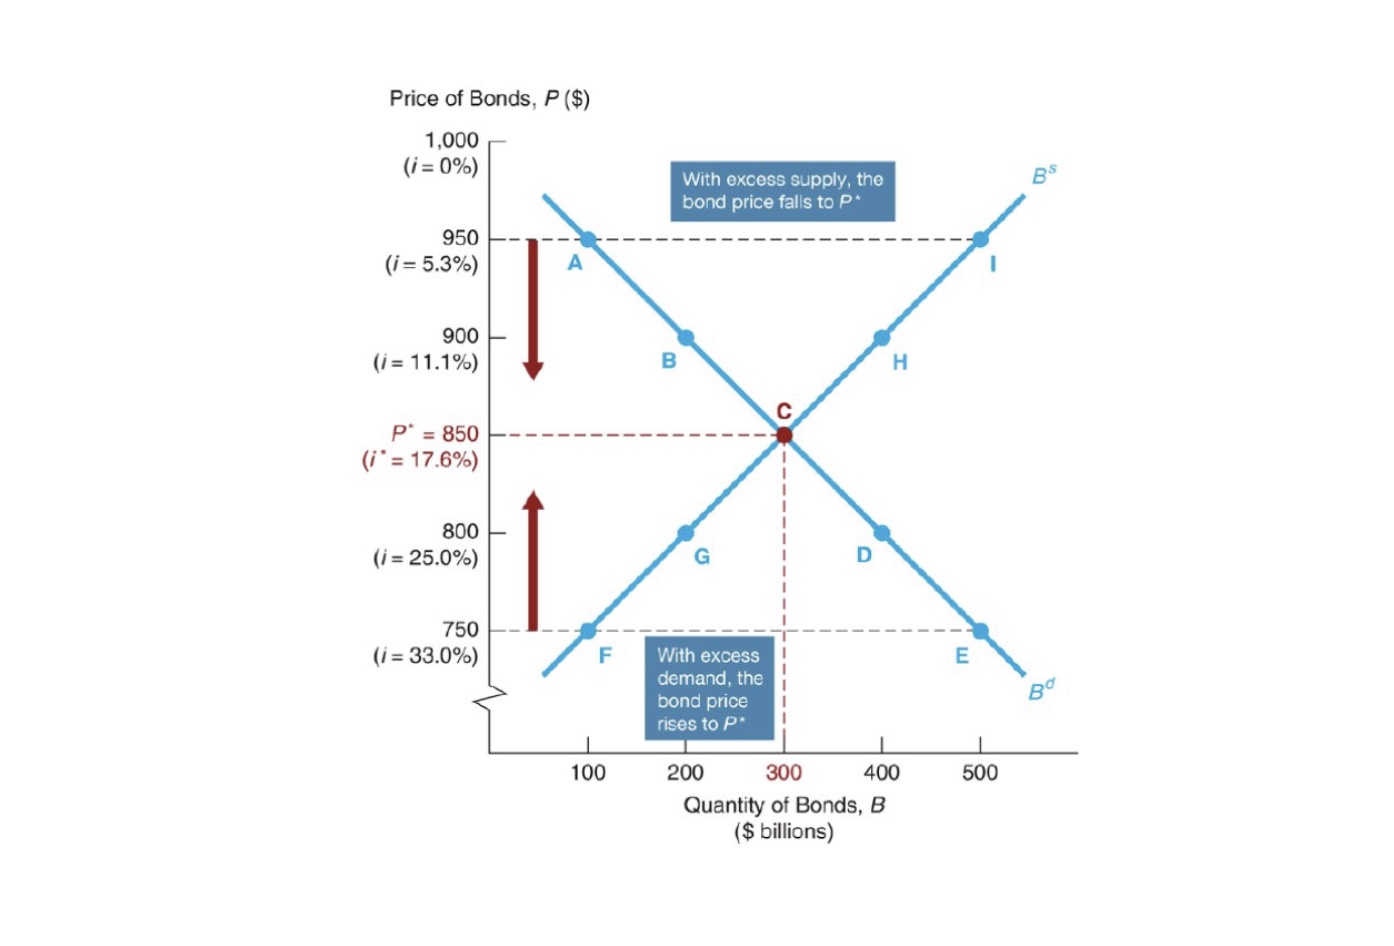 Price of Bonds, P ($)
1,000
(i = 0%)
With excess supply, the
bond price falls to P*
Bˢ
950
(i = 5.3%)
A
I
900
(i = 11.1%)
B
H
C
P* = 850
(i* = 17.6%)
800
(i = 25.0%)
G
D
750
(i = 33.0%)
F
E
With excess
demand, the
bond price
rises to P*
Bᵈ
100 200 300 400 500
Quantity of Bonds, B
($ billions)